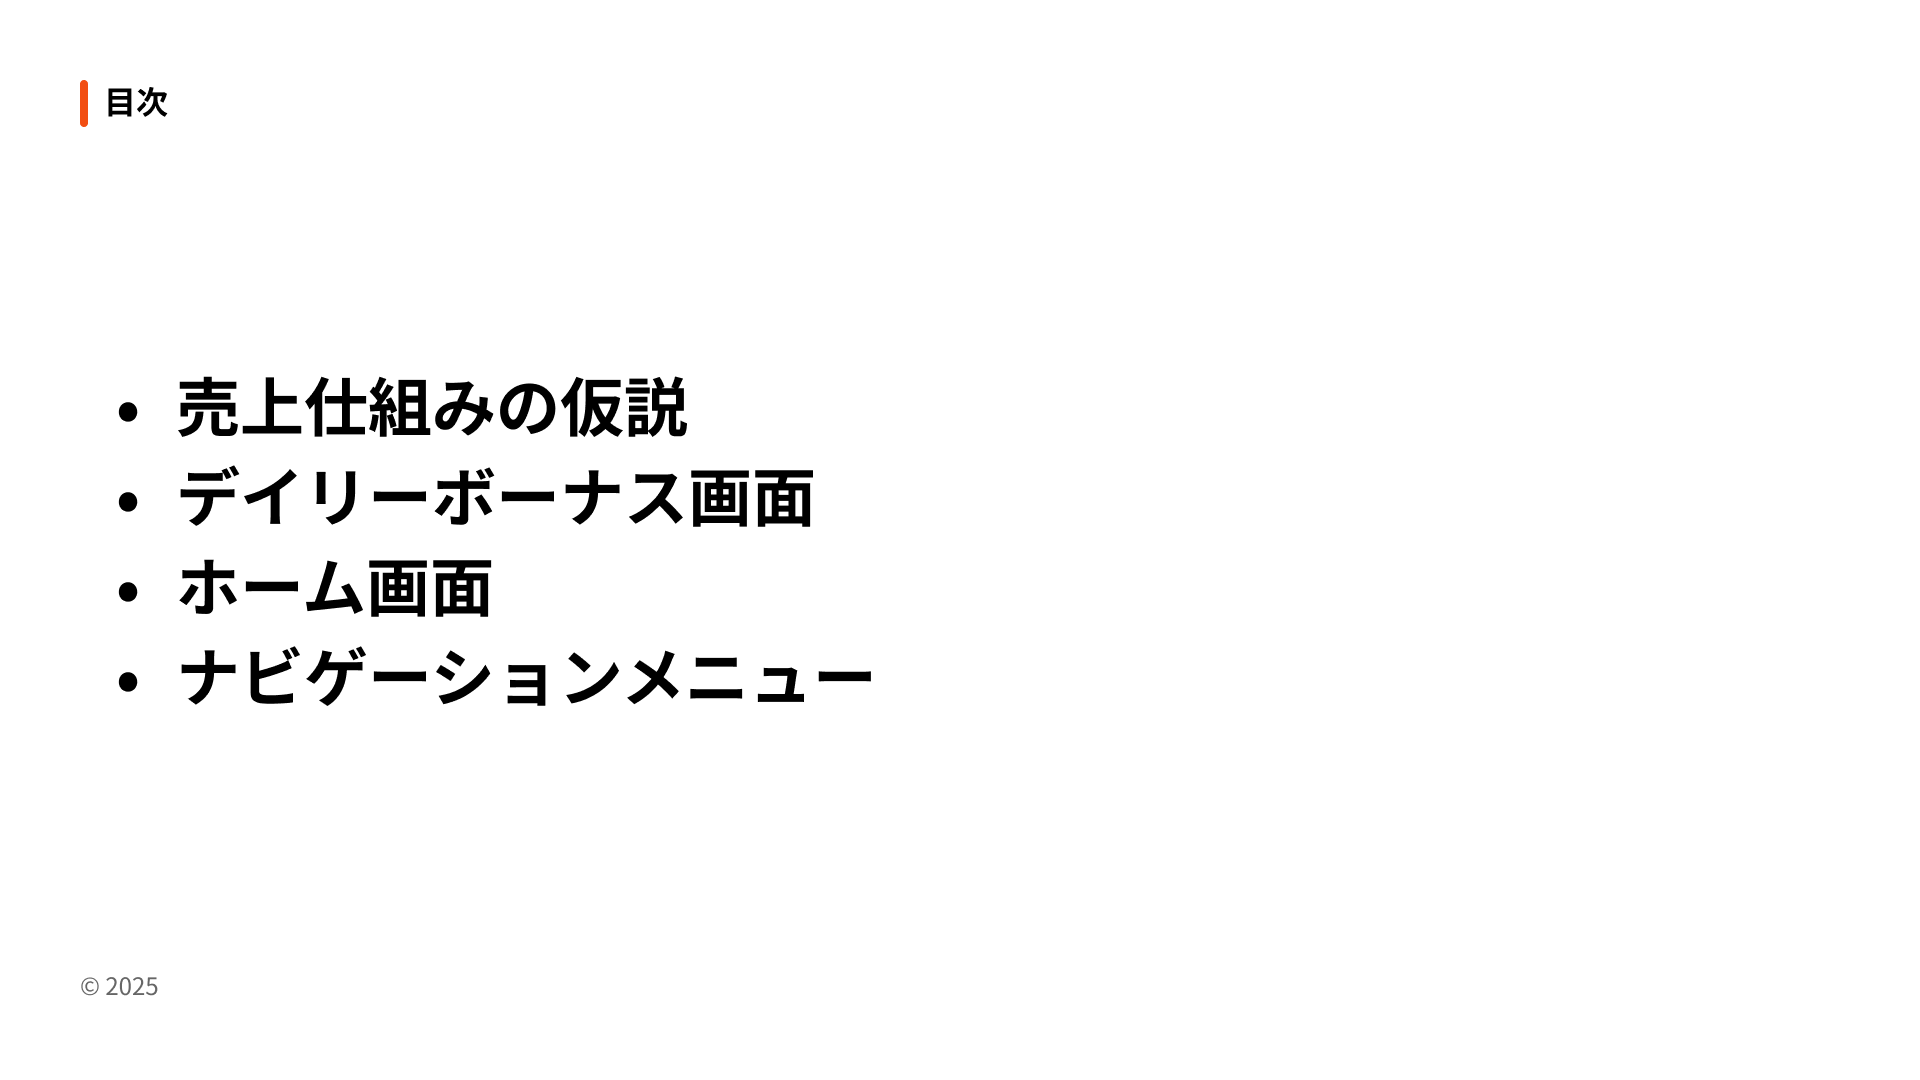 目次
• 売上仕組みの仮説
• デイリーボーナス画面
• ホーム画面
• ナビゲーションメニュー
© 2025